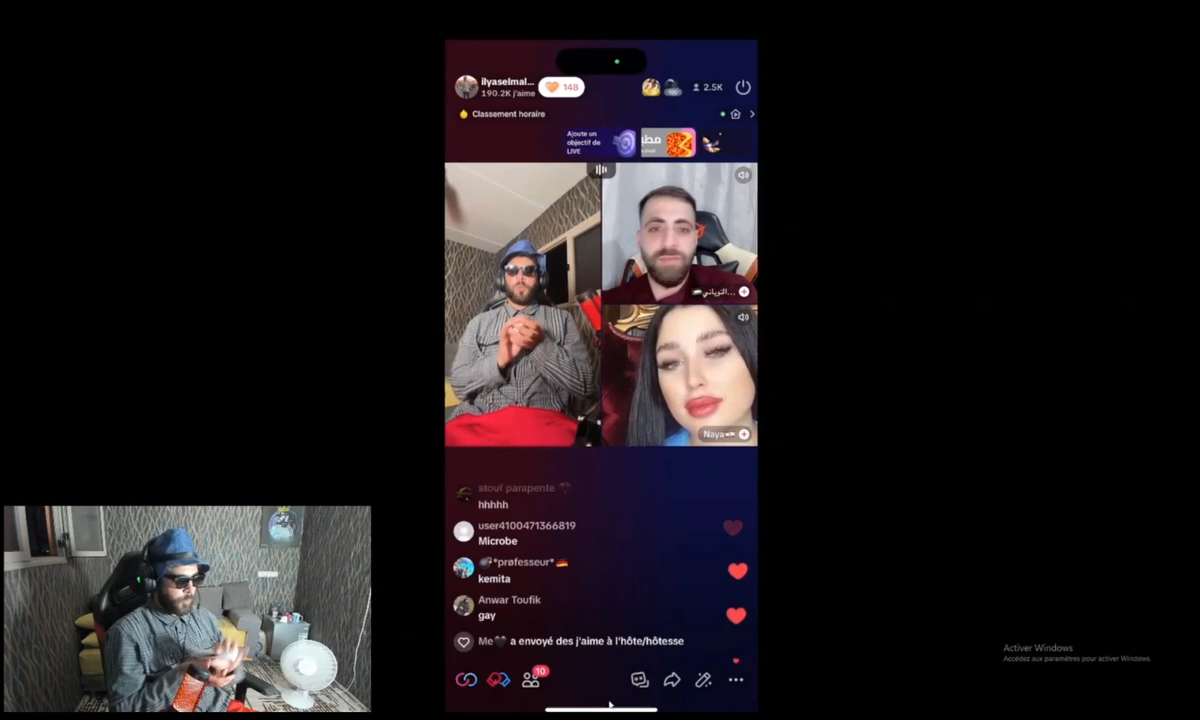 ilyaselmal...
190.2K j'aime
148
2.5K
Classement horaire
Ajoute un
objectif de
LIVE
...الترباني
Naya
stouf parapente
hhhhh
user4100471366819
Microbe
*prøfesseur*
kemita
Anwar Toufik
gay
Me🖤 a envoyé des j'aime à l'hôte/hôtesse
10
Activer Windows
Accédez aux paramètres pour activer Windows.